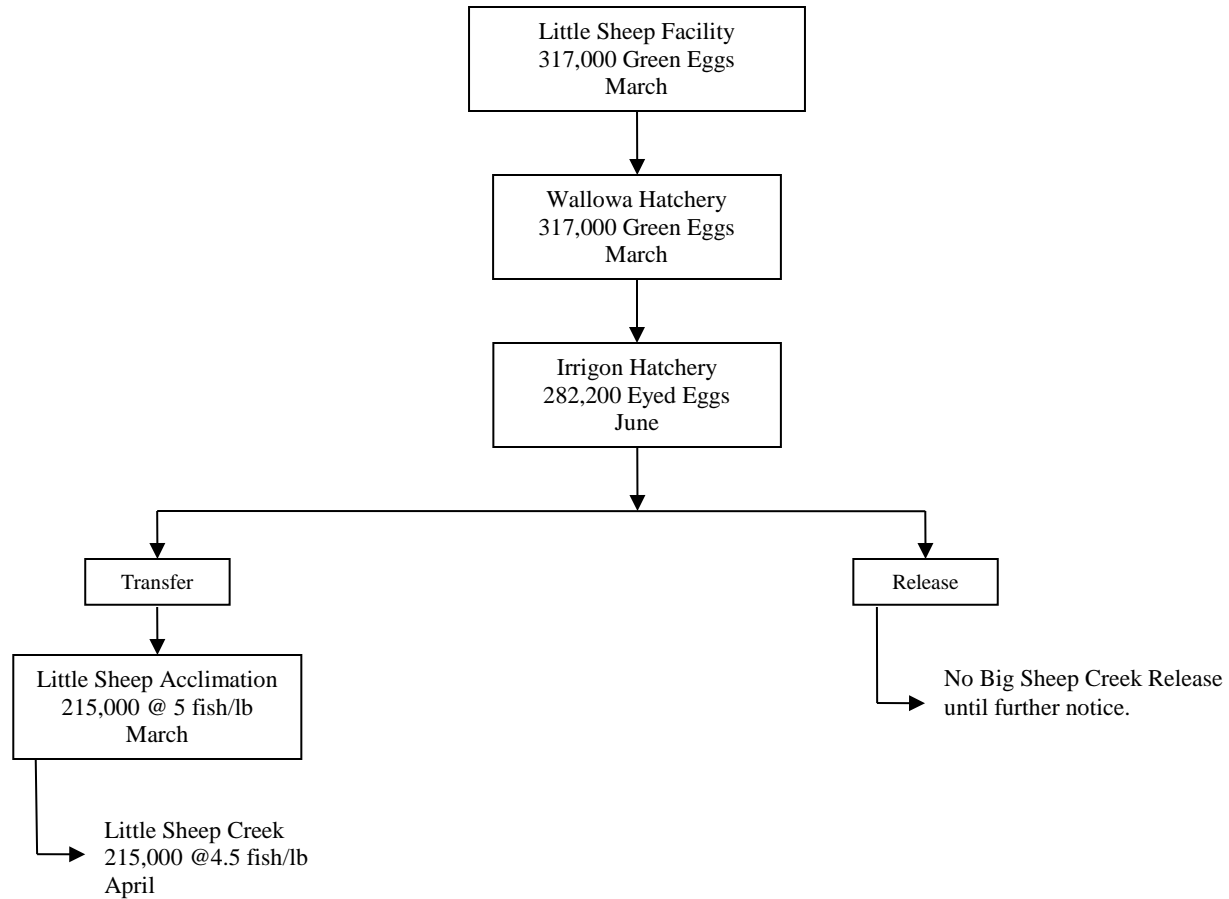 Little Sheep Facility
317,000 Green Eggs
March
Wallowa Hatchery
317,000 Green Eggs
March
Irrigon Hatchery
282,200 Eyed Eggs
June
Transfer
Release
Little Sheep Acclimation
215,000 @ 5 fish/lb
March
No Big Sheep Creek Release
until further notice.
Little Sheep Creek
215,000 @4.5 fish/lb
April